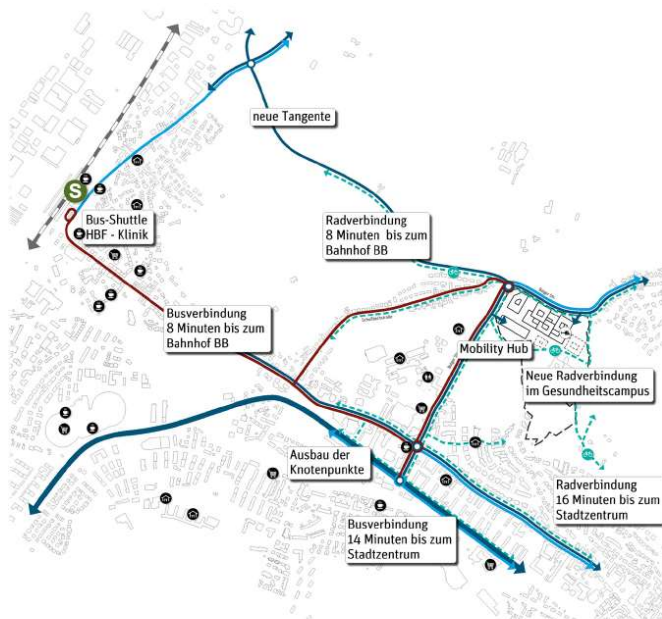 neue Tangente
S
Bus-Shuttle
HBF - Klinik
Radverbindung
8 Minuten bis zum
Bahnhof BB
Busverbindung
8 Minuten bis zum
Bahnhof BB
Mobility Hub
Neue Radverbindung
im Gesundheitscampus
Ausbau der
Knotenpunkte
Radverbindung
16 Minuten bis zum
Stadtzentrum
Busverbindung
14 Minuten bis zum
Stadtzentrum